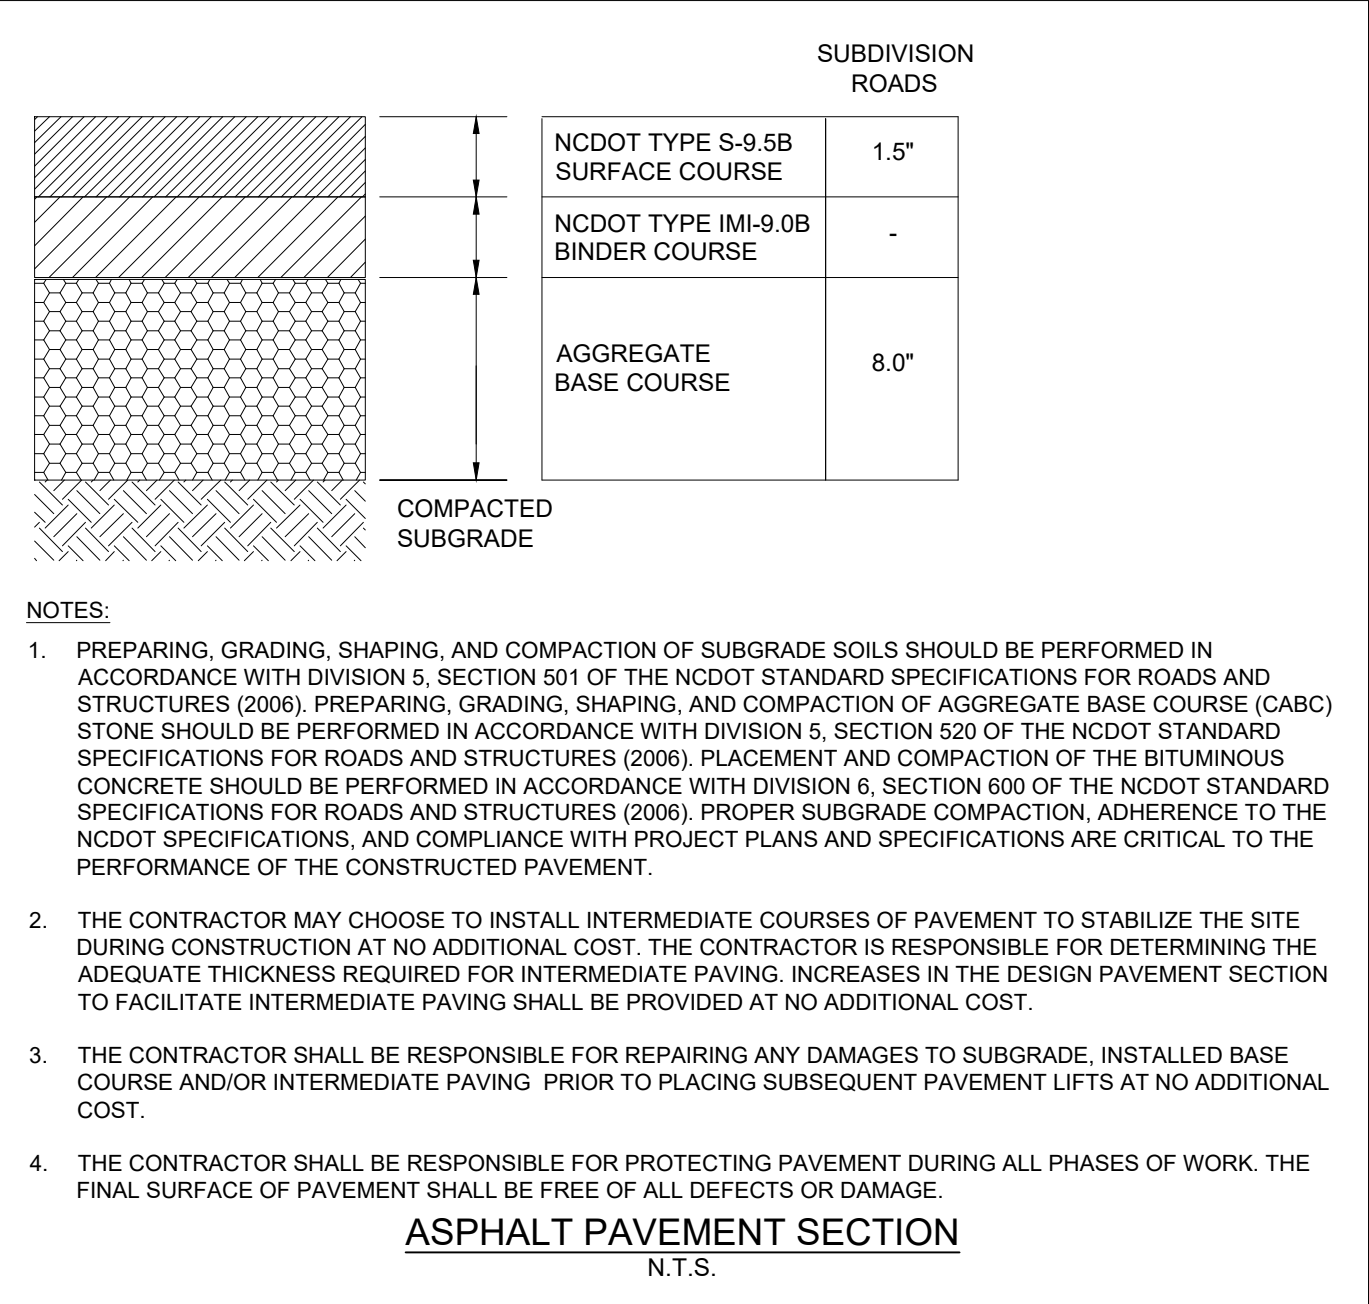 SUBDIVISION
ROADS
NCDOT TYPE S-9.5B
SURFACE COURSE
1.5"
NCDOT TYPE IMI-9.0B
BINDER COURSE
-
AGGREGATE
BASE COURSE
8.0"
COMPACTED
SUBGRADE
NOTES:
1. PREPARING, GRADING, SHAPING, AND COMPACTION OF SUBGRADE SOILS SHOULD BE PERFORMED IN
ACCORDANCE WITH DIVISION 5, SECTION 501 OF THE NCDOT STANDARD SPECIFICATIONS FOR ROADS AND
STRUCTURES (2006). PREPARING, GRADING, SHAPING, AND COMPACTION OF AGGREGATE BASE COURSE (CABC)
STONE SHOULD BE PERFORMED IN ACCORDANCE WITH DIVISION 5, SECTION 520 OF THE NCDOT STANDARD
SPECIFICATIONS FOR ROADS AND STRUCTURES (2006). PLACEMENT AND COMPACTION OF THE BITUMINOUS
CONCRETE SHOULD BE PERFORMED IN ACCORDANCE WITH DIVISION 6, SECTION 600 OF THE NCDOT STANDARD
SPECIFICATIONS FOR ROADS AND STRUCTURES (2006). PROPER SUBGRADE COMPACTION, ADHERENCE TO THE
NCDOT SPECIFICATIONS, AND COMPLIANCE WITH PROJECT PLANS AND SPECIFICATIONS ARE CRITICAL TO THE
PERFORMANCE OF THE CONSTRUCTED PAVEMENT.
2. THE CONTRACTOR MAY CHOOSE TO INSTALL INTERMEDIATE COURSES OF PAVEMENT TO STABILIZE THE SITE
DURING CONSTRUCTION AT NO ADDITIONAL COST. THE CONTRACTOR IS RESPONSIBLE FOR DETERMINING THE
ADEQUATE THICKNESS REQUIRED FOR INTERMEDIATE PAVING. INCREASES IN THE DESIGN PAVEMENT SECTION
TO FACILITATE INTERMEDIATE PAVING SHALL BE PROVIDED AT NO ADDITIONAL COST.
3. THE CONTRACTOR SHALL BE RESPONSIBLE FOR REPAIRING ANY DAMAGES TO SUBGRADE, INSTALLED BASE
COURSE AND/OR INTERMEDIATE PAVING PRIOR TO PLACING SUBSEQUENT PAVEMENT LIFTS AT NO ADDITIONAL
COST.
4. THE CONTRACTOR SHALL BE RESPONSIBLE FOR PROTECTING PAVEMENT DURING ALL PHASES OF WORK. THE
FINAL SURFACE OF PAVEMENT SHALL BE FREE OF ALL DEFECTS OR DAMAGE.
ASPHALT PAVEMENT SECTION
N.T.S.